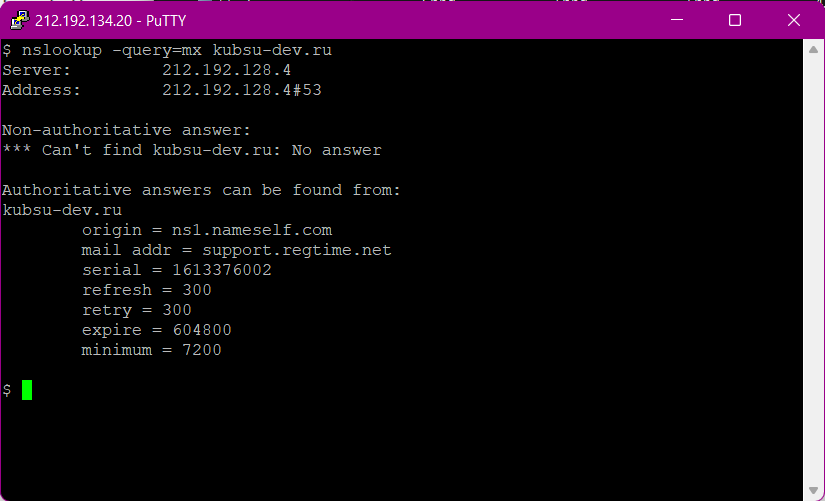 212.192.134.20 - PuTTY
$ nslookup -query=mx kubsu-dev.ru
Server:         212.192.128.4
Address:        212.192.128.4#53
Non-authoritative answer:
*** Can't find kubsu-dev.ru: No answer
Authoritative answers can be found from:
kubsu-dev.ru
        origin = ns1.nameself.com
        mail addr = support.regtime.net
        serial = 1613376002
        refresh = 300
        retry = 300
        expire = 604800
        minimum = 7200
$